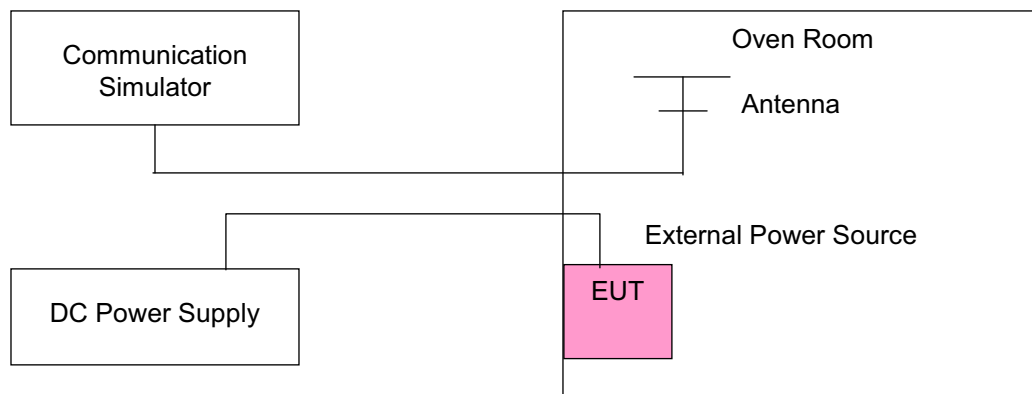 Communication
Simulator
Oven Room
Antenna
External Power Source
EUT
DC Power Supply